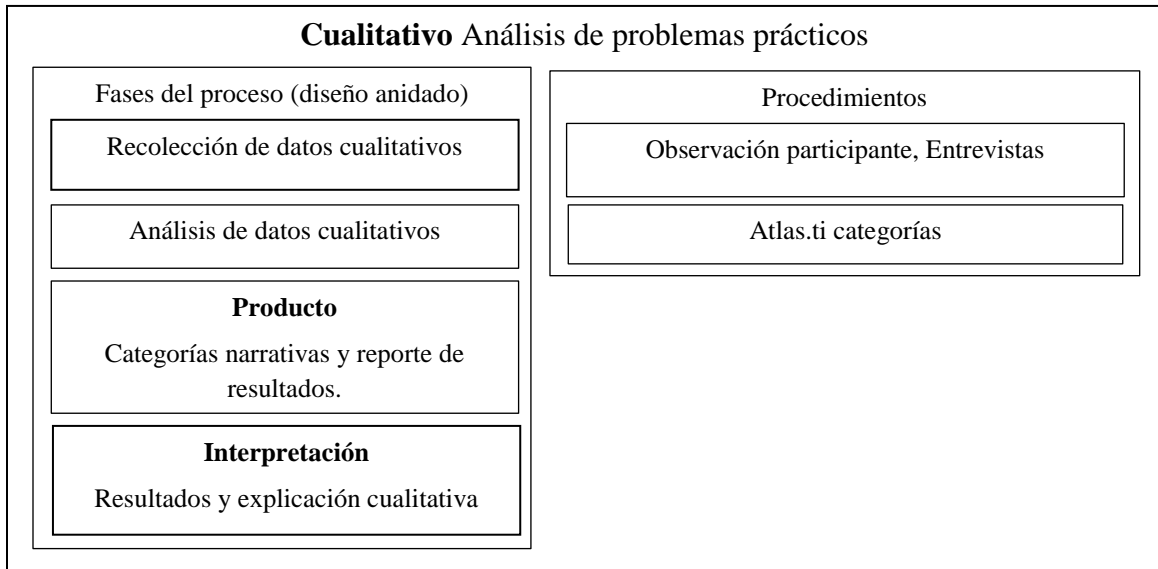 Cualitativo Análisis de problemas prácticos
Fases del proceso (diseño anidado)
Recolección de datos cualitativos
Análisis de datos cualitativos
Producto
Categorías narrativas y reporte de
resultados.
Interpretación
Resultados y explicación cualitativa
Procedimientos
Observación participante, Entrevistas
Atlas.ti categorías